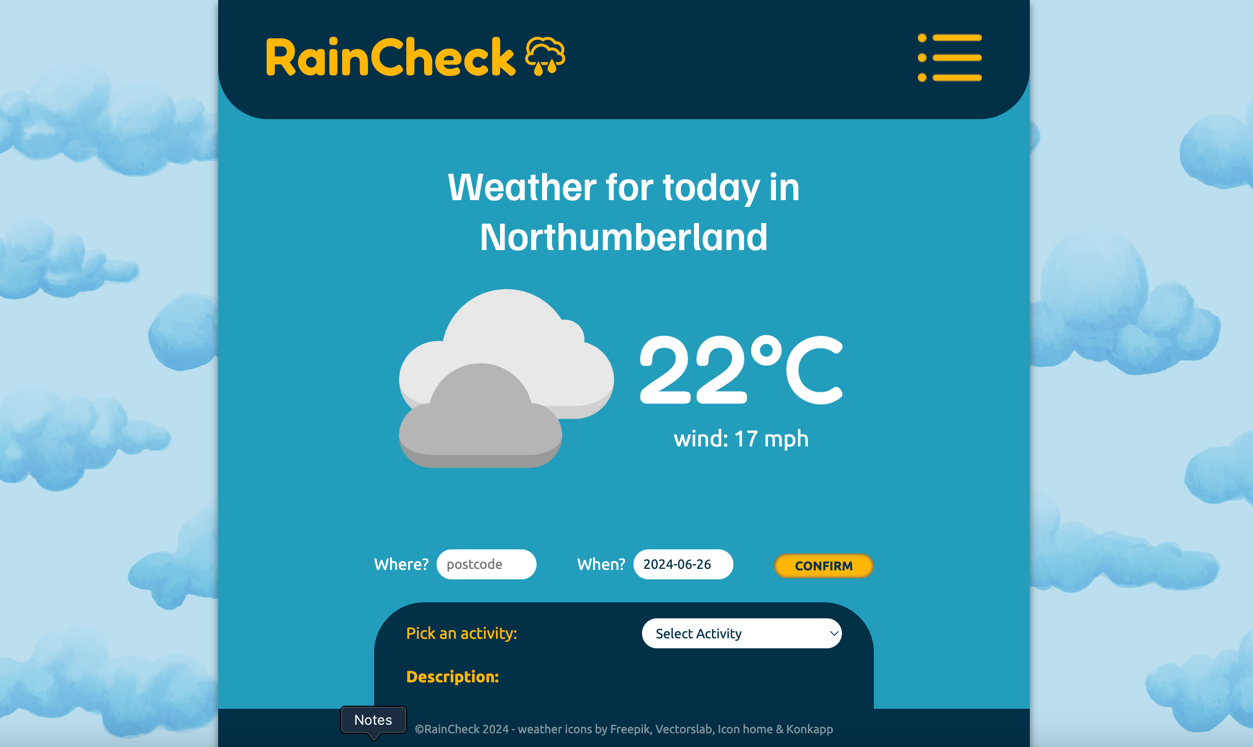 RainCheck
Weather for today in
Northumberland
22°C
wind: 17 mph
Where? postcode When? 2024-06-26 CONFIRM
Pick an activity: Select Activity
Description:
Notes
©RainCheck 2024 - weather icons by Freepik, Vectorslab, Icon home & Konkapp